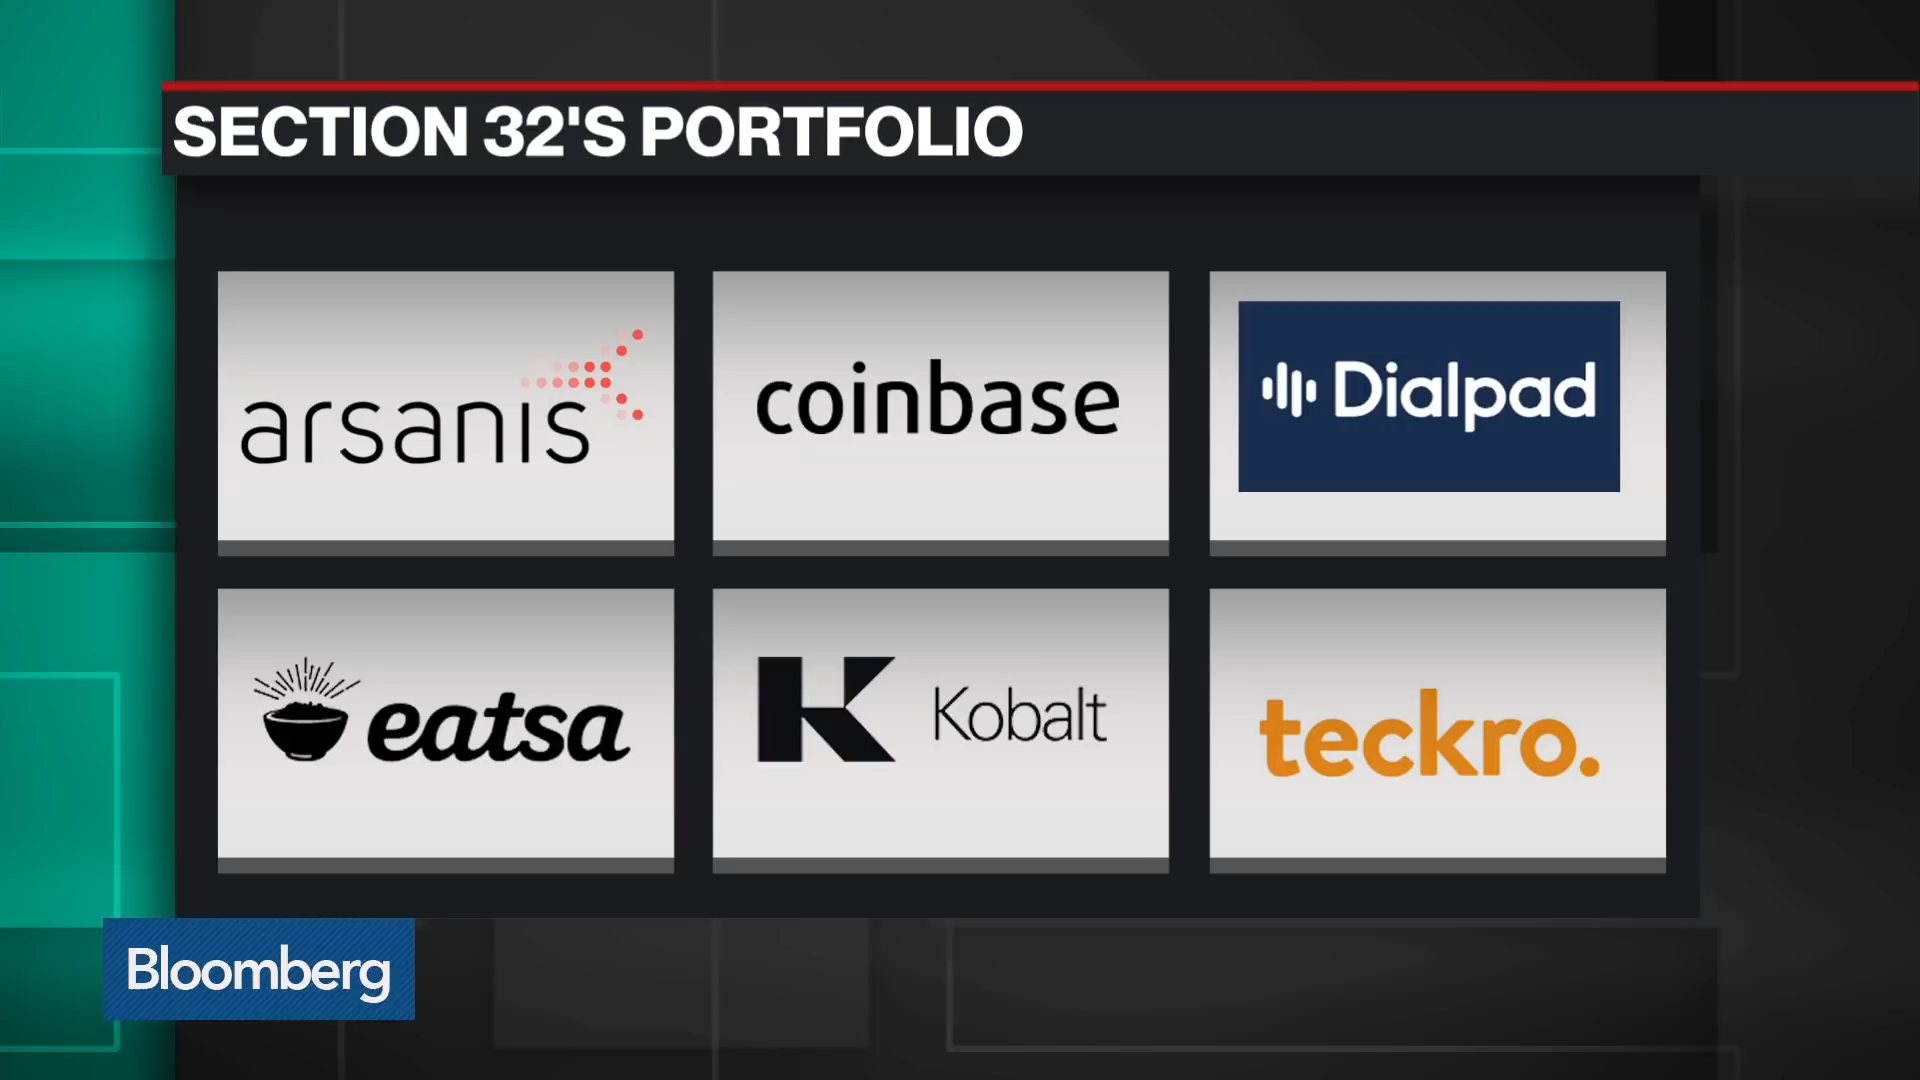 SECTION 32'S PORTFOLIO
arsanis
coinbase
Dialpad
eatsa
Kobalt
teckro.
Bloomberg